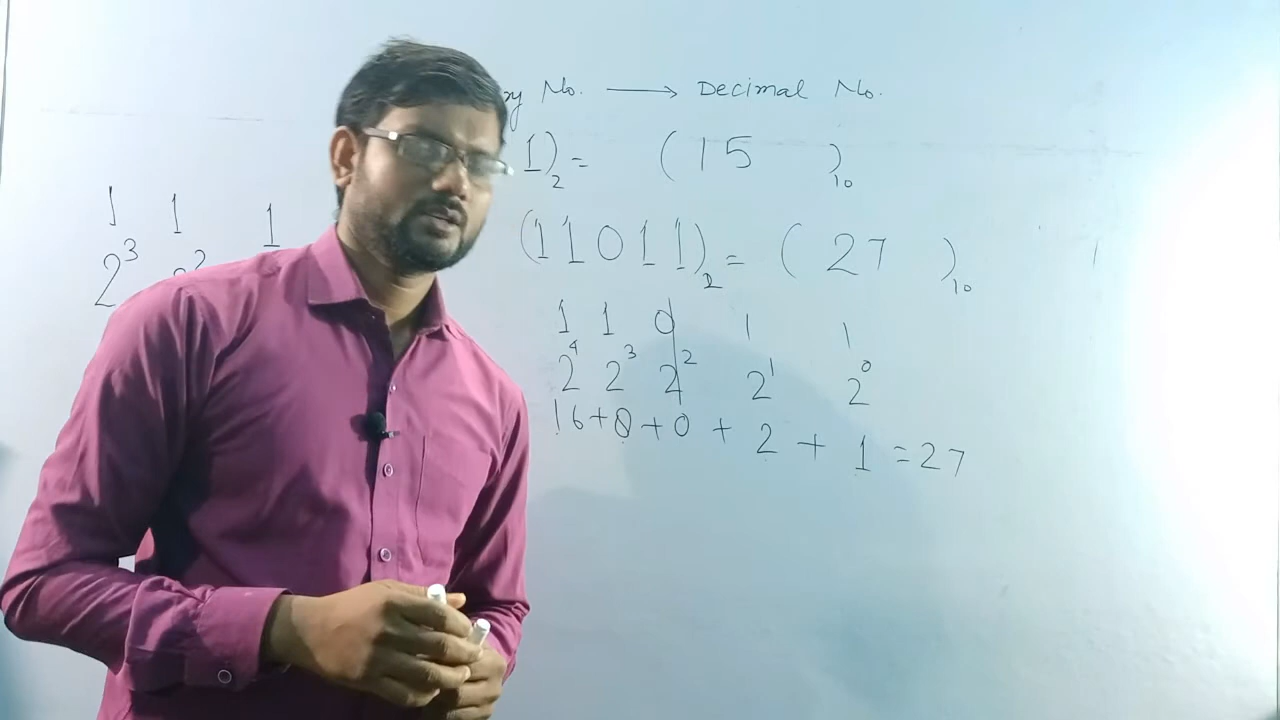 No. → Decimal No.
1)₂ = (15 )₁₀
1 1 1
2³ 2
(11011)₂ = ( 27 )₁₀
1 1 0 1 1
2⁴ 2³ 2² 2¹ 2⁰
16+8+0+2+1=27